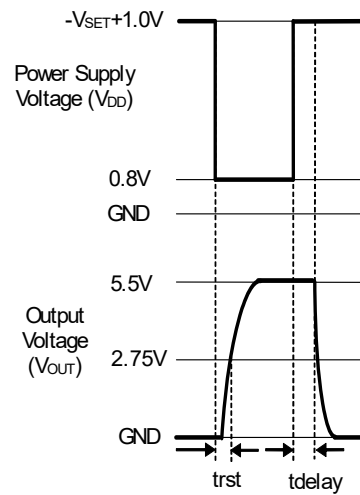 -VSET+1.0V
Power Supply
Voltage (VDD)
0.8V
GND
5.5V
Output
Voltage
(VOUT)
2.75V
GND
trst
tdelay